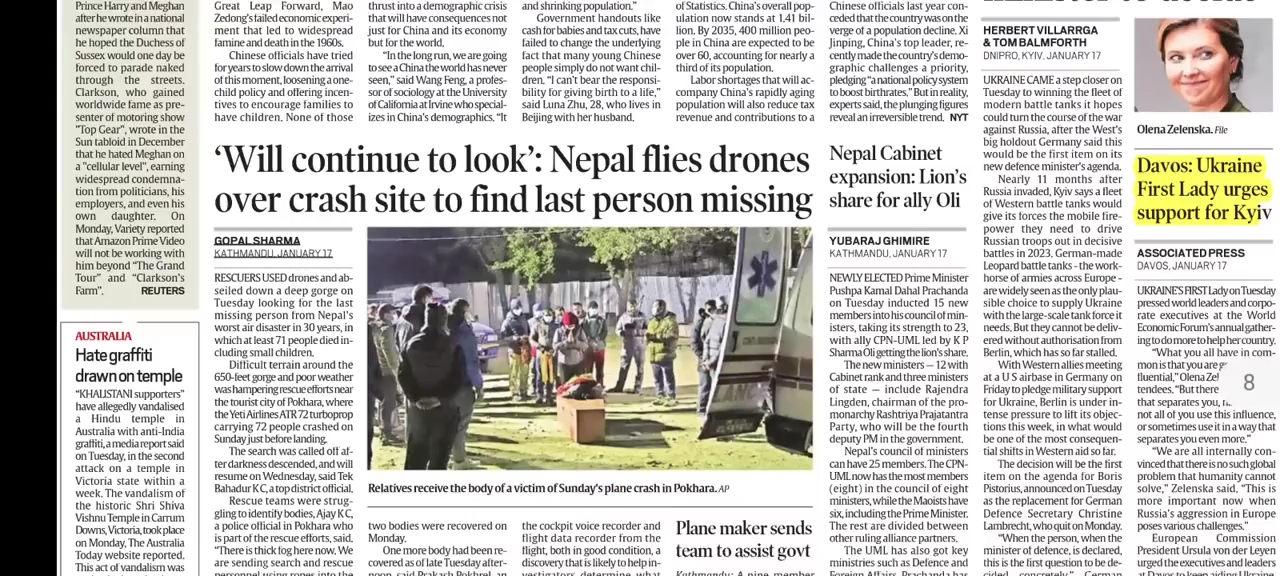 Prince Harry and Meghan
after he wrote in a national
newspaper column that
he hoped the Duchess of
Sussex would one day be
forced to parade naked
through the streets.
Clarkson, who gained
worldwide fame as pre-
senter of motoring show
"Top Gear", wrote in the
Sun tabloid in December
that he hated Meghan on
a "cellular level", earning
widespread condemna-
tion from politicians, his
employers, and even his
own daughter. On
Monday, Variety reported
that Amazon Prime Video
will not be working with
him beyond "The Grand
Tour" and "Clarkson's
Farm". REUTERS
AUSTRALIA
Hate graffiti
drawn on temple
"KHALISTANI supporters"
have allegedly vandalised
a Hindu temple in
Australia with anti-India
graffiti, a media report said
on Tuesday, in the second
attack on a temple in
Victoria state within a
week. The vandalism of
the historic Shri Shiva
Vishnu Temple in Carrum
Downs, Victoria, took place
on Monday, The Australia
Today website reported.
This act of vandalism was
Great Leap Forward, Mao
Zedong's failed economic experi-
ment that led to widespread
famine and death in the 1960s.
Chinese officials have tried
for years to slow down the arrival
of this moment, loosening a one-
child policy and offering incen-
tives to encourage families to
have children. None of those
thrust into a demographic crisis
that will have consequences not
just for China and its economy
but for the world.
"In the long run, we are going
to see a China the world has never
seen," said Wang Feng, a profes-
sor of sociology at the University
of California at Irvine who special-
izes in China's demographics. "It
and shrinking population,"
Government handouts like
cash for babies and tax cuts, have
failed to change the underlying
fact that many young Chinese
people simply do not want chil-
dren. "I can't bear the responsi-
bility for giving birth to a life,"
said Luna Zhu, 28, who lives in
Beijing with her husband.
of Statistics. China's overall pop-
ulation now stands at 1.41 bil-
lion. By 2035, 400 million peo-
ple in China are expected to be
over 60, accounting for nearly a
third of its population.
Labor shortages that will ac-
company China's rapidly aging
population will also reduce tax
revenue and contributions to a
Chinese officials last year con-
ceded that the country was on the
verge of a population decline. Xi
Jinping, China's top leader, re-
cently made the country's demo-
graphic challenges a priority,
pledging "a national policy system
to boost birthrates." But in reality,
experts said, the plunging figures
reveal an irreversible trend. NYT
'Will continue to look': Nepal flies drones
over crash site to find last person missing
GOPAL SHARMA
KATHMANDU, JANUARY 17
RESCUERS USED drones and ab-
seiled down a deep gorge on
Tuesday looking for the last
missing person from Nepal's
worst air disaster in 30 years, in
which at least 71 people died in-
cluding small children.
Difficult terrain around the
650-feet gorge and poor weather
was hampering rescue efforts near
the tourist city of Pokhara, where
the Yeti Airlines ATR 72 turboprop
carrying 72 people crashed on
Sunday just before landing.
The search was called off af-
ter darkness descended, and will
resume on Wednesday, said Tek
Bahadur K C, a top district official.
Rescue teams were strug-
gling to identify bodies, Ajay K C,
a police official in Pokhara who
is part of the rescue efforts, said.
"There is thick fog here now. We
are sending search and rescue
personnel using ropes into the
Relatives receive the body of a victim of Sunday's plane crash in Pokhara. AP
two bodies were recovered on
Monday.
One more body had been re-
covered as of late Tuesday after-
noon, said Prakash Pokhrel, an
the cockpit voice recorder and
flight data recorder from the
flight, both in good condition, a
discovery that is likely to help in-
vestigators determine what
Plane maker sends
team to assist govt
Kathmandu: A nine member
Nepal Cabinet
expansion: Lion's
share for ally Oli
YUBARAJ GHIMIRE
KATHMANDU, JANUARY 17
NEWLY ELECTED Prime Minister
Pushpa Kamal Dahal Prachanda
on Tuesday inducted 15 new
members into his council of min-
isters, taking its strength to 23,
with ally CPN-UML led by K P
Sharma Oli getting the lion's share.
The new ministers — 12 with
Cabinet rank and three ministers
of state — include Rajendra
Lingden, chairman of the pro-
monarchy Rashtriya Prajatantra
Party, who will be the fourth
deputy PM in the government.
Nepal's council of ministers
can have 25 members. The CPN-
UML now has the most members
(eight) in the council of eight
ministers, while the Maoists have
six, including the Prime Minister.
The rest are divided between
other ruling alliance partners.
The UML has also got key
ministries such as Defence and
Foreign Affairs. Prachanda has
HERBERT VILLARRGA
& TOM BALMFORTH
DNIPRO, KYIV, JANUARY 17
UKRAINE CAME a step closer on
Tuesday to winning the fleet of
modern battle tanks it hopes
could turn the course of the war
against Russia, after the West's
big holdout Germany said this
would be the first item on its
new defence minister's agenda.
Nearly 11 months after
Russia invaded, Kyiv says a fleet
of Western battle tanks would
give its forces the mobile fire-
power they need to drive
Russian troops out in decisive
battles in 2023. German-made
Leopard battle tanks - the work-
horse of armies across Europe -
are widely seen as the only plau-
sible choice to supply Ukraine
with the large-scale tank force it
needs. But they cannot be deliv-
ered without authorisation from
Berlin, which has so far stalled.
With Western allies meeting
at a U S airbase in Germany on
Friday to pledge military support
for Ukraine, Berlin is under in-
tense pressure to lift its objec-
tions this week, in what would
be one of the most consequen-
tial shifts in Western aid so far.
The decision will be the first
item on the agenda for Boris
Pistorius, announced on Tuesday
as the replacement for German
Defence Secretary Christine
Lambrecht, who quit on Monday.
"When the person, when the
minister of defence, is declared,
this is the first question to be de-
cided concretely," German
Olena Zelenska. File
Davos: Ukraine
First Lady urges
support for Kyiv
ASSOCIATED PRESS
DAVOS, JANUARY 17
UKRAINE'S FIRST Lady on Tuesday
pressed world leaders and corpo-
rate executives at the World
Economic Forum's annual gather-
ing to do more to help her country.
"What you all have in com-
mon is that you are
fluential," Olena
tendees. "But there
that separates you,
not all of you use this influence,
or sometimes use it in a way that
separates you even more."
"We are all internally con-
vinced that there is no such global
problem that humanity cannot
solve," Zelenska said, "This is
more important now when
Russia's aggression in Europe
poses various challenges."
European Commission
President Ursula von der Leyen
urged the executives and leaders
at Davos to keep aiding Ukraine
8